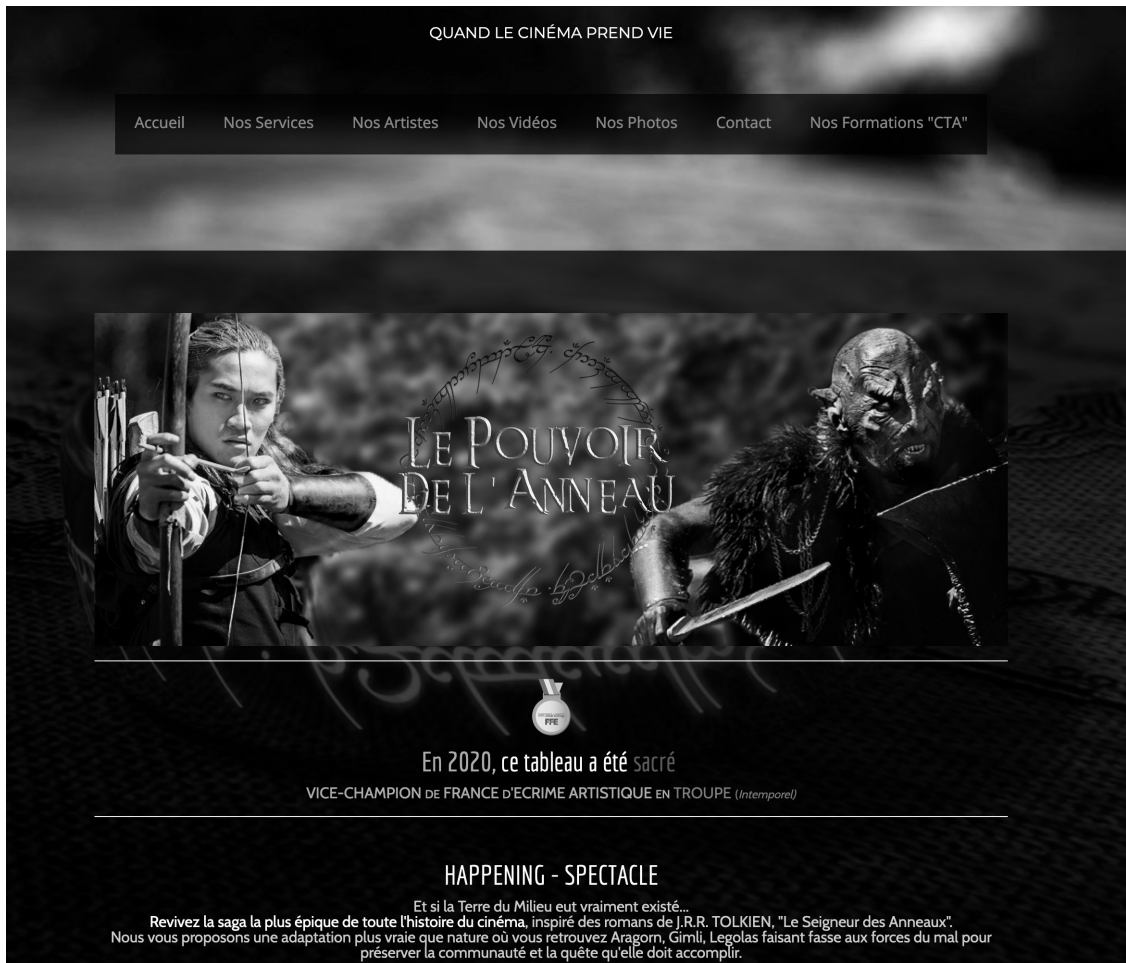 QUAND LE CINÉMA PREND VIE
Accueil Nos Services Nos Artistes Nos Vidéos Nos Photos Contact Nos Formations "CTA"
LE POUVOIR
DE L'ANNEAU
FFE
En 2020, ce tableau a été sacré
VICE-CHAMPION DE FRANCE D'ECRIME ARTISTIQUE EN TROUPE (Intemporel)
HAPPENING - SPECTACLE
Et si la Terre du Milieu eut vraiment existé...
Revivez la saga la plus épique de toute l'histoire du cinéma, inspiré des romans de J.R.R. TOLKIEN, "Le Seigneur des Anneaux".
Nous vous proposons une adaptation plus vraie que nature où vous retrouvez Aragorn, Gimli, Legolas faisant fasse aux forces du mal pour
préserver la communauté et la quête qu'elle doit accomplir.